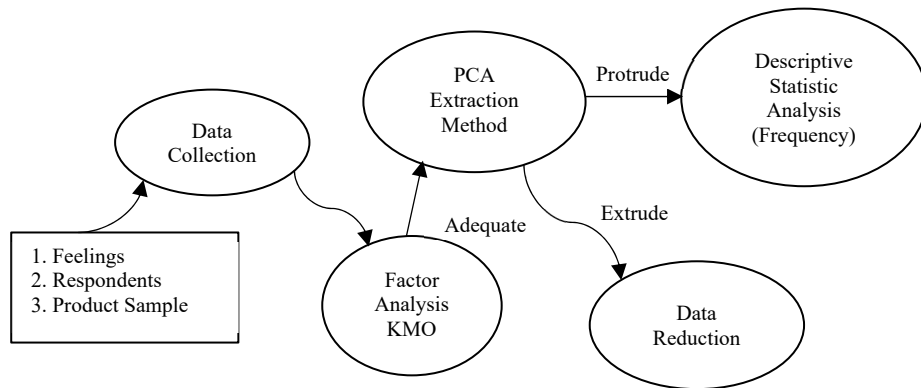 1. Feelings
2. Respondents
3. Product Sample
Data
Collection
Factor
Analysis
KMO
Adequate
PCA
Extraction
Method
Protrude
Descriptive
Statistic
Analysis
(Frequency)
Extrude
Data
Reduction